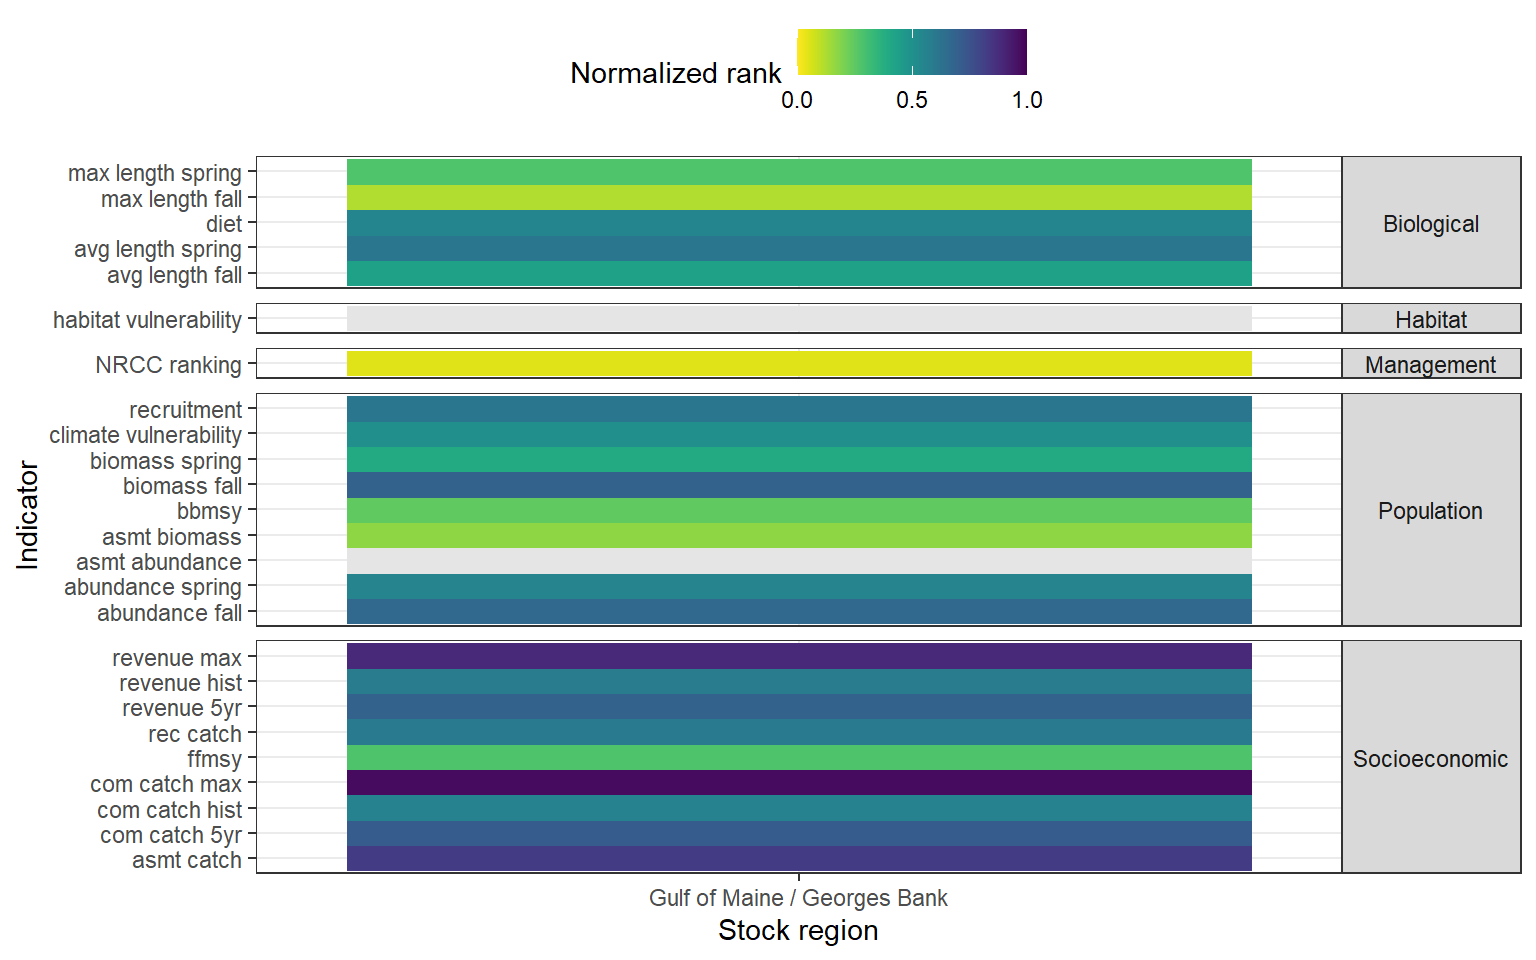 Normalized rank
0.0 0.5 1.0
max length spring
max length fall
diet
avg length spring
avg length fall
Biological
habitat vulnerability
Habitat
NRCC ranking
Management
recruitment
climate vulnerability
biomass spring
biomass fall
bbmsy
asmt biomass
asmt abundance
abundance spring
abundance fall
Population
revenue max
revenue hist
revenue 5yr
rec catch
ffmsy
com catch max
com catch hist
com catch 5yr
asmt catch
Socioeconomic
Indicator
Gulf of Maine / Georges Bank
Stock region